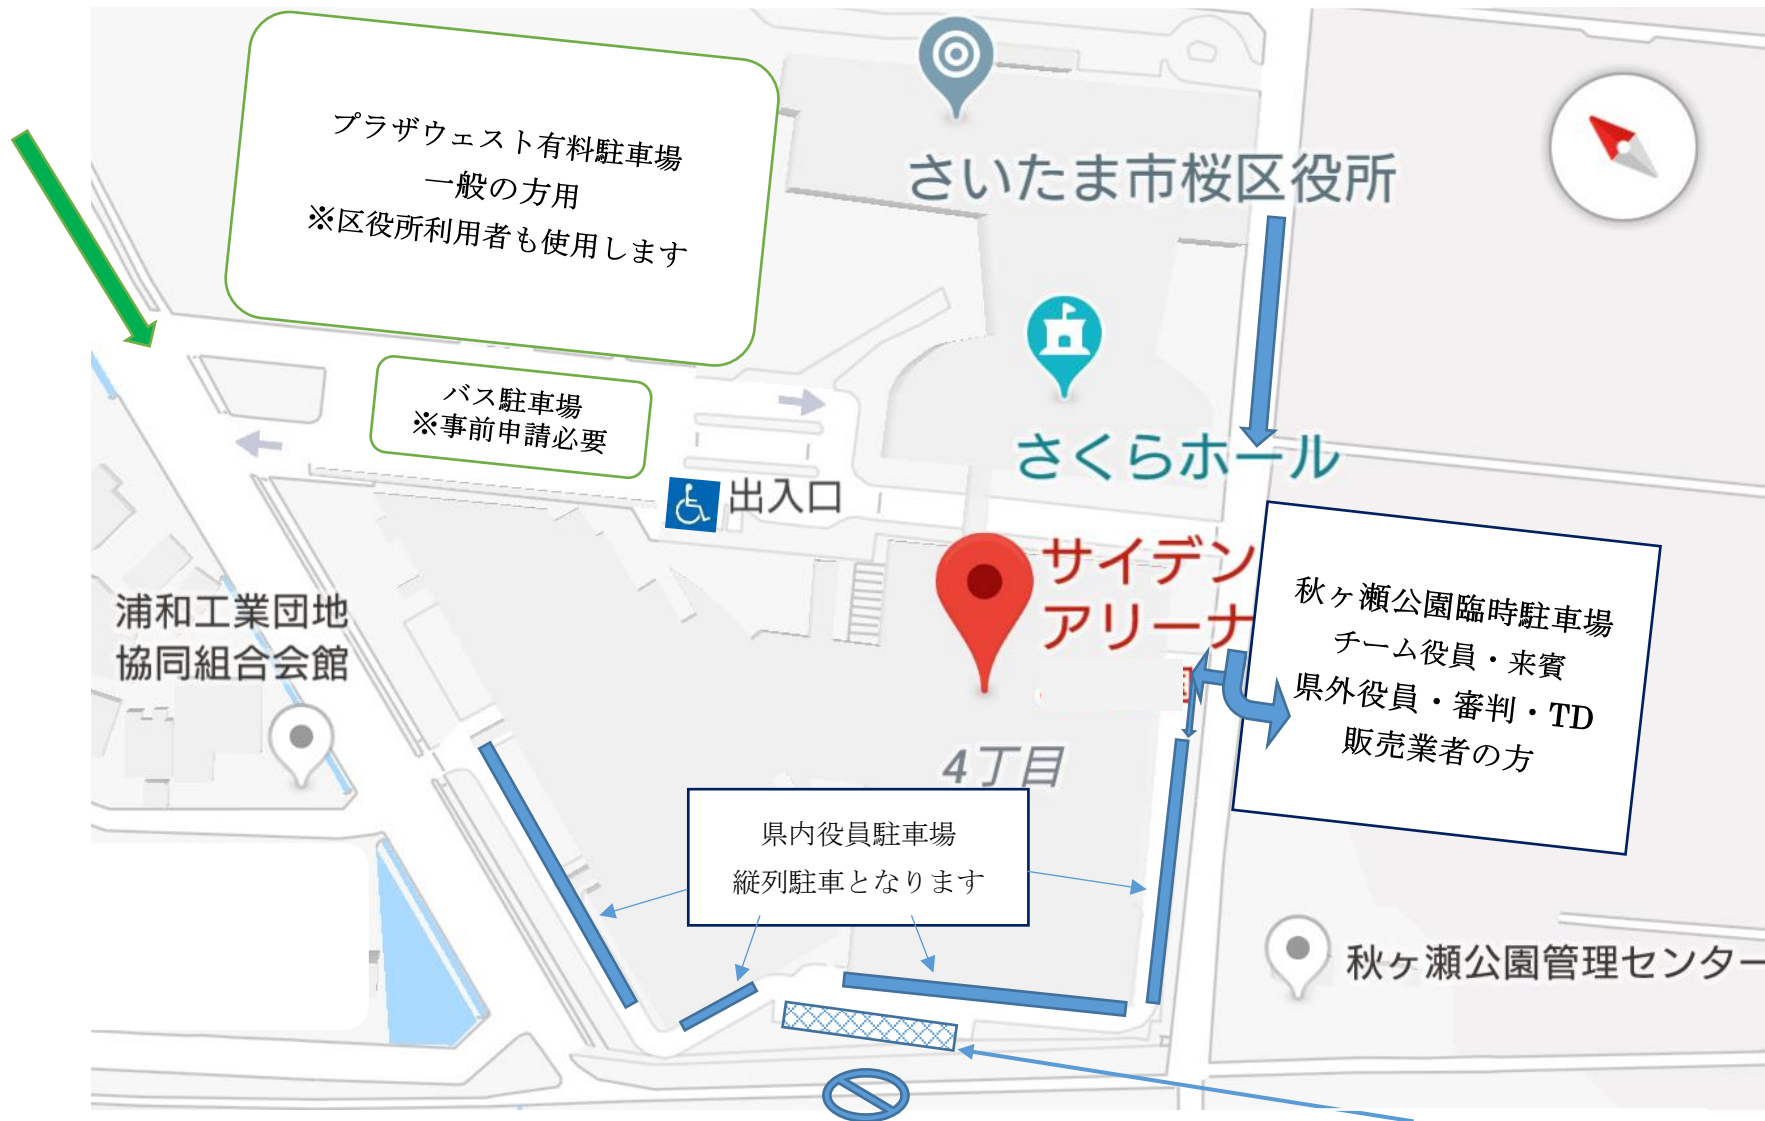 プラザウェスト有料駐車場
一般の方用
※区役所利用者も使用します
さいたま市桜区役所
バス駐車場
※事前申請必要
さくらホール
出入口
サイデン
アリーナ
秋ヶ瀬公園臨時駐車場
チーム役員・来賓
県外役員・審判・TD
販売業者の方
浦和工業団地
協同組合会館
4丁目
県内役員駐車場
縦列駐車となります
秋ヶ瀬公園管理センター